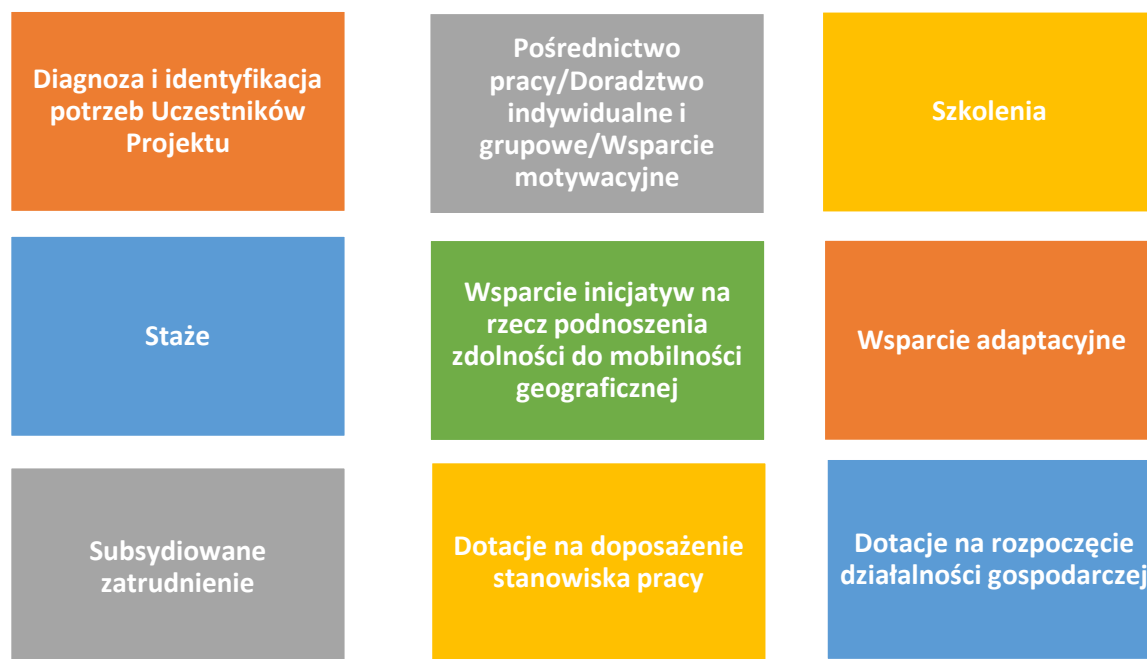 Diagnoza i identyfikacja
potrzeb Uczestników
Projektu
Pośrednictwo
pracy/Doradztwo
indywidualne i
grupowe/Wsparcie
motywacyjne
Szkolenia
Staże
Wsparcie inicjatyw na
rzecz podnoszenia
zdolności do mobilności
geograficznej
Wsparcie adaptacyjne
Subsydiowane
zatrudnienie
Dotacje na doposażenie
stanowiska pracy
Dotacje na rozpoczęcie
działalności gospodarczej